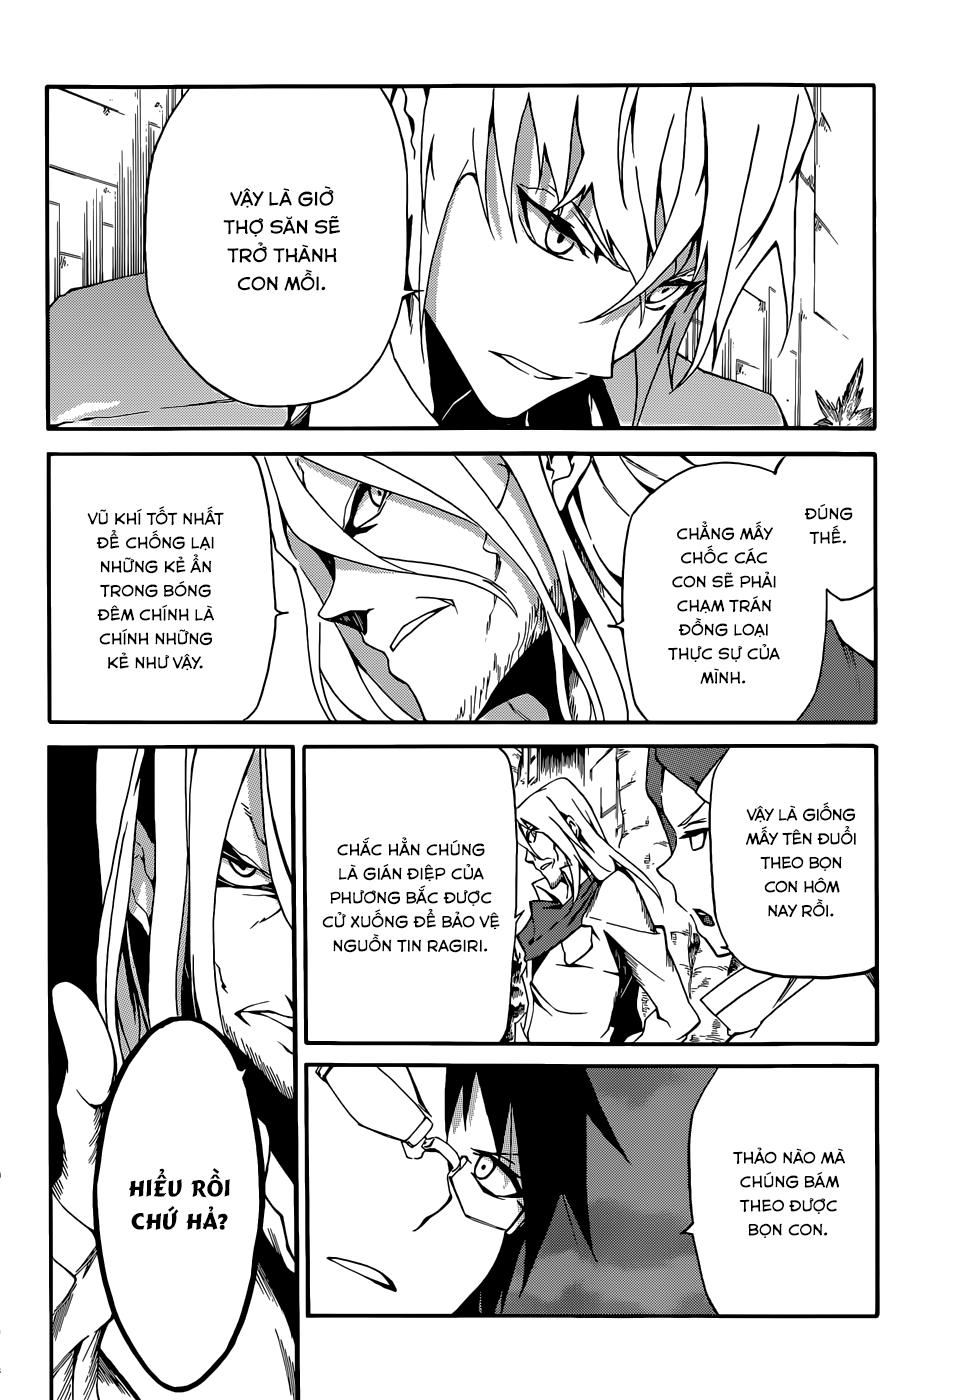 VẬY LÀ GIỜ
THỢ SĂN SẼ
TRỞ THÀNH
CON MỒI.
ĐÚNG
THẾ.
CHẲNG MẤY
CHỐC CÁC
CON SẼ PHẢI
CHẠM TRÁN
ĐỒNG LOẠI
THỰC SỰ CỦA
MÌNH.
VŨ KHÍ TỐT NHẤT
ĐỂ CHỐNG LẠI
NHỮNG KẺ ẨN
TRONG BÓNG
ĐÊM CHÍNH LÀ
CHÍNH NHỮNG
KẺ NHƯ VẬY.
VẬY LÀ GIỐNG
MẤY TÊN ĐUỔI
THEO BỌN
CON HÔM
NAY RỒI.
CHẮC HẲN CHÚNG
LÀ GIÁN ĐIỆP CỦA
PHƯƠNG BẮC ĐƯỢC
CỬ XUỐNG ĐỂ BẢO VỆ
NGUỒN TIN RAGIRI.
THẢO NÀO MÀ
CHÚNG BÁM
THEO ĐƯỢC
BỌN CON.
HIỂU RỒI
CHỨ HẢ?